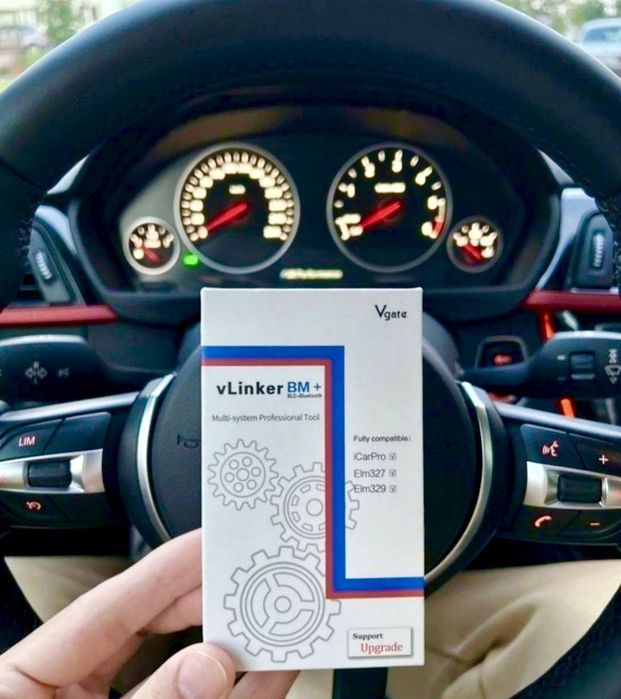 Vgate
vLinker BM+
BLE+Bluetooth
Multi-system Professional Tool
Fully compatible:
iCarPro
Elm327
Elm329
Support
Upgrade
LIM